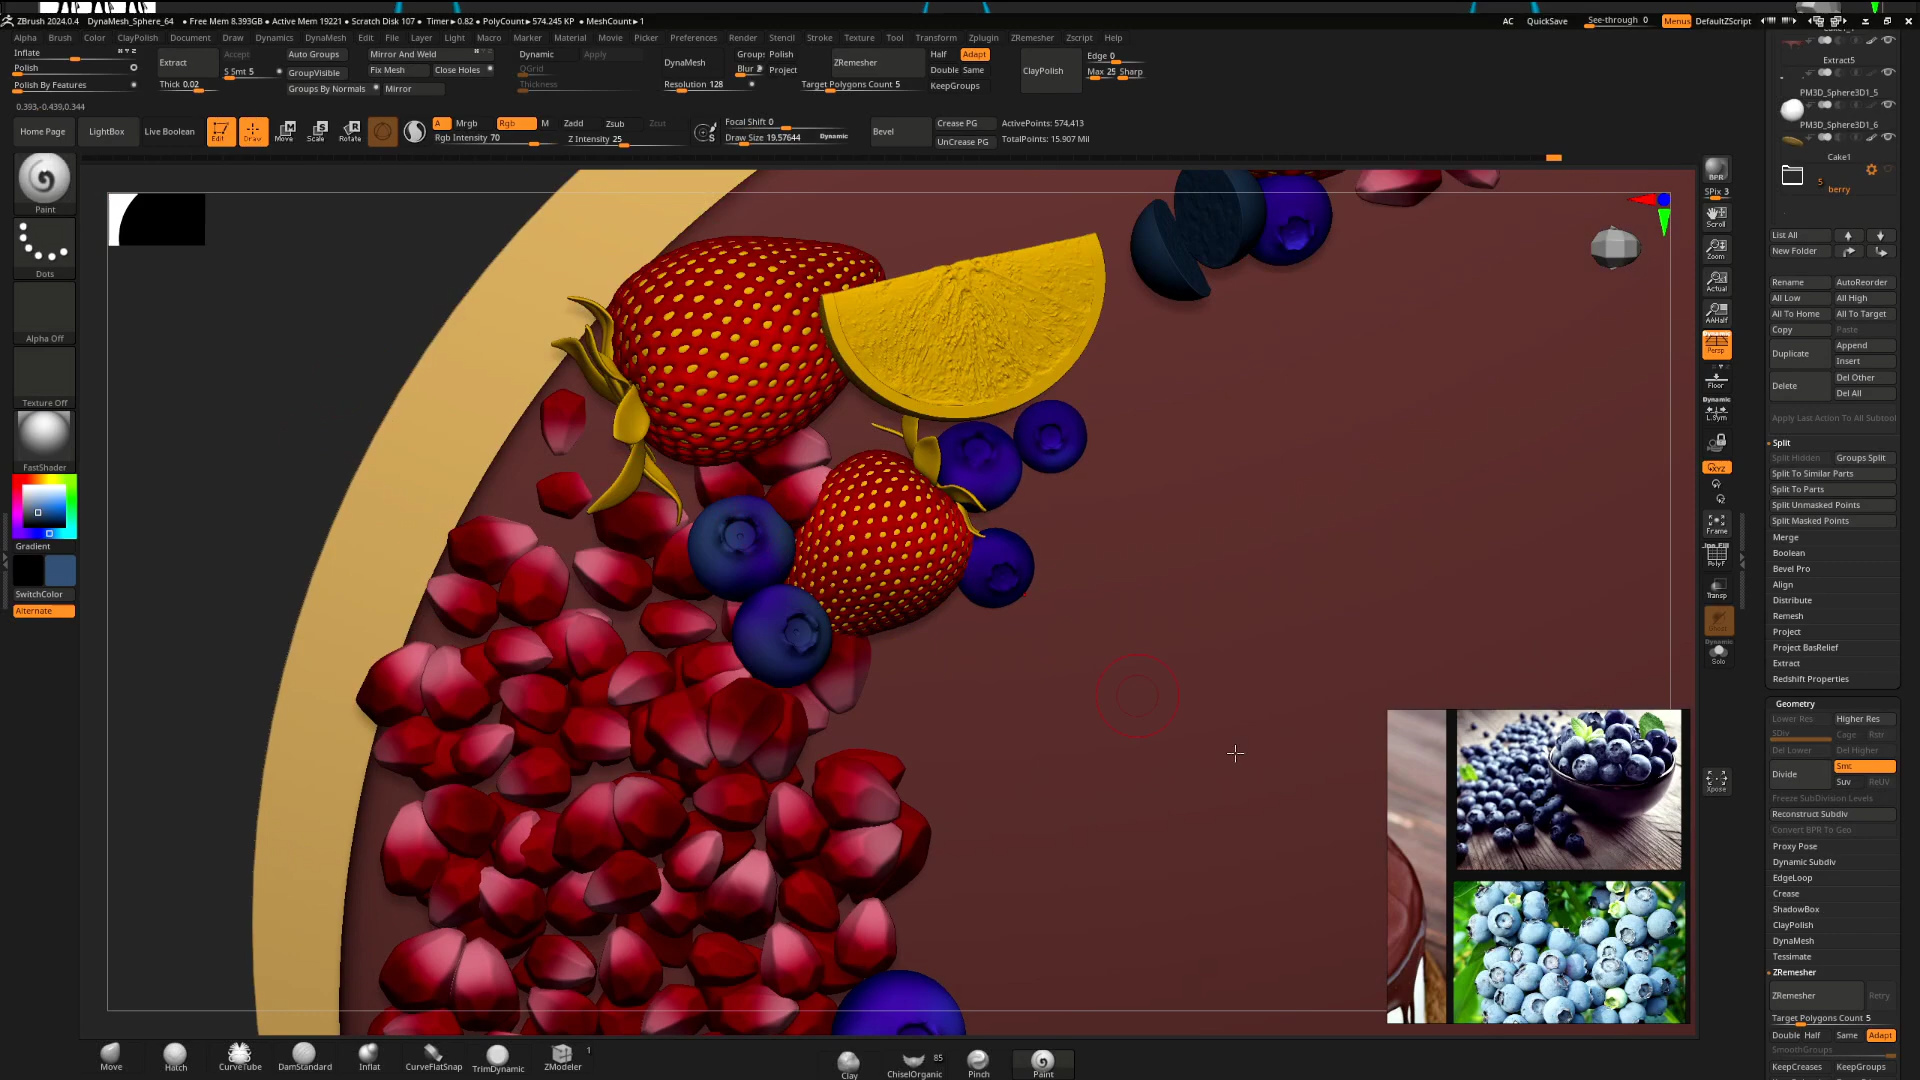 ZBrush 2024.0.4 DynaMesh_Sphere_64 • Free Mem 8.393GB • Active Mem 19221 • Scratch Disk 107 • Timer▸0.82 • PolyCount▸574.245 KP • MeshCount▸1
AC QuickSave See-through 0 Menus DefaultZScript
Alpha Brush Color ClayPolish Document Draw Dynamics DynaMesh Edit File Layer Light Macro Marker Material Movie Picker Preferences Render Stencil Stroke Texture Tool Transform Zplugin ZRemesher Zscript Help
Inflate
Polish
Polish By Features
Extract
Accept
S Smt 5
Thick 0.02
Auto Groups
GroupVisible
Groups By Normals
Mirror And Weld
Fix Mesh Close Holes
Mirror
Dynamic Apply
QGrid
Thickness
DynaMesh
Resolution 128
Groups Polish
Blur 2 Project
ZRemesher
Target Polygons Count 5
Half Adapt
Double Same
KeepGroups
ClayPolish
Edge 0
Max 25 Sharp
0.393,-0.439,0.344
Home Page LightBox Live Boolean
Edit Draw Move Scale Rotate
A Mrgb Rgb M Zadd Zsub Zcut
Rgb Intensity 70 Z Intensity 25
Focal Shift 0
Draw Size 19.57644 Dynamic
Bevel
Crease PG
UnCrease PG
ActivePoints: 574,413
TotalPoints: 15.907 Mil
Paint
Dots
Alpha Off
Texture Off
FastShader
Gradient
SwitchColor
Alternate
BPR
SPix 3
Scroll
Zoom
Actual
AAHalf
Dynamic
Persp
Floor
Dynamic
L.Sym
XYZ
Frame
Line Fill
PolyF
Transp
Ghost
Dynamic
Solo
Xpose
Extract5
PM3D_Sphere3D1_5
PM3D_Sphere3D1_6
Cake1
5
berry
List All
New Folder
Rename AutoReorder
All Low All High
All To Home All To Target
Copy Paste
Duplicate Append
Insert
Delete Del Other
Del All
Apply Last Action To All Subtool
Split
Split Hidden Groups Split
Split To Similar Parts
Split To Parts
Split Unmasked Points
Split Masked Points
Merge
Boolean
Bevel Pro
Align
Distribute
Remesh
Project
Project BasRelief
Extract
Redshift Properties
Geometry
Lower Res Higher Res
SDiv Cage Rstr
Del Lower Del Higher
Divide Smt
Suv ReUV
Freeze SubDivision Levels
Reconstruct Subdiv
Convert BPR To Geo
Proxy Pose
Dynamic Subdiv
EdgeLoop
Crease
ShadowBox
ClayPolish
DynaMesh
Tessimate
ZRemesher
ZRemesher Retry
Target Polygons Count 5
Double Half Same Adapt
SmoothGroups
KeepCreases KeepGroups
Move Hatch CurveTube DamStandard Inflat CurveFlatSnap TrimDynamic ZModeler 1
Clay ChiselOrganic 85 Pinch Paint